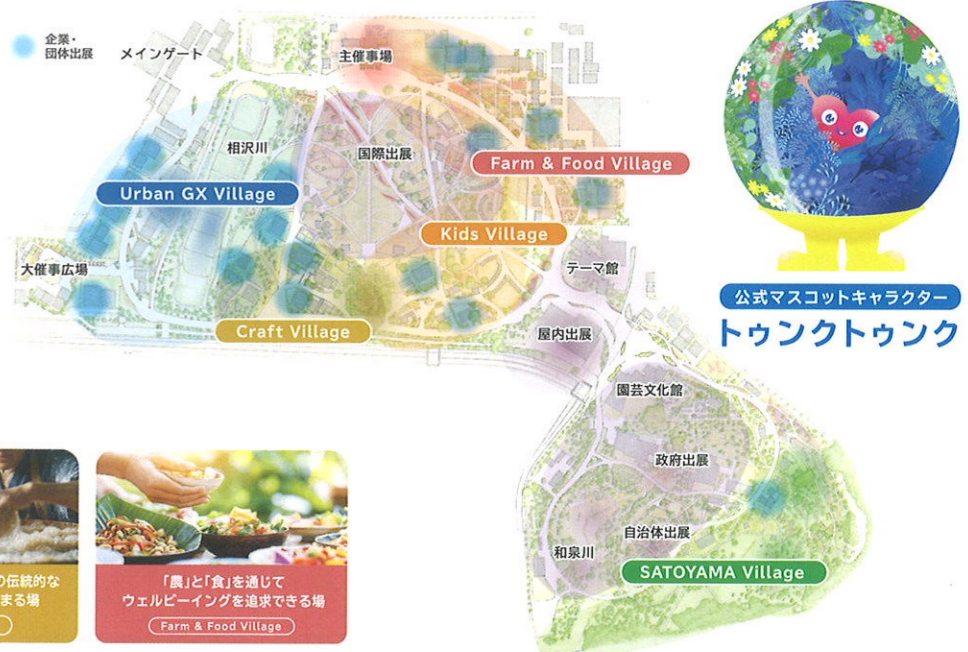 企業・
団体出展
メインゲート
主催事場
相沢川
国際出展
Farm & Food Village
Urban GX Village
Kids Village
大催事広場
テーマ館
Craft Village
屋内出展
公式マスコットキャラクター
トゥンクトゥンク
園芸文化館
政府出展
自治体出展
和泉川
SATOYAMA Village
の伝統的な
まる場
「農」と「食」を通じて
ウェルビーイングを追求できる場
Farm & Food Village